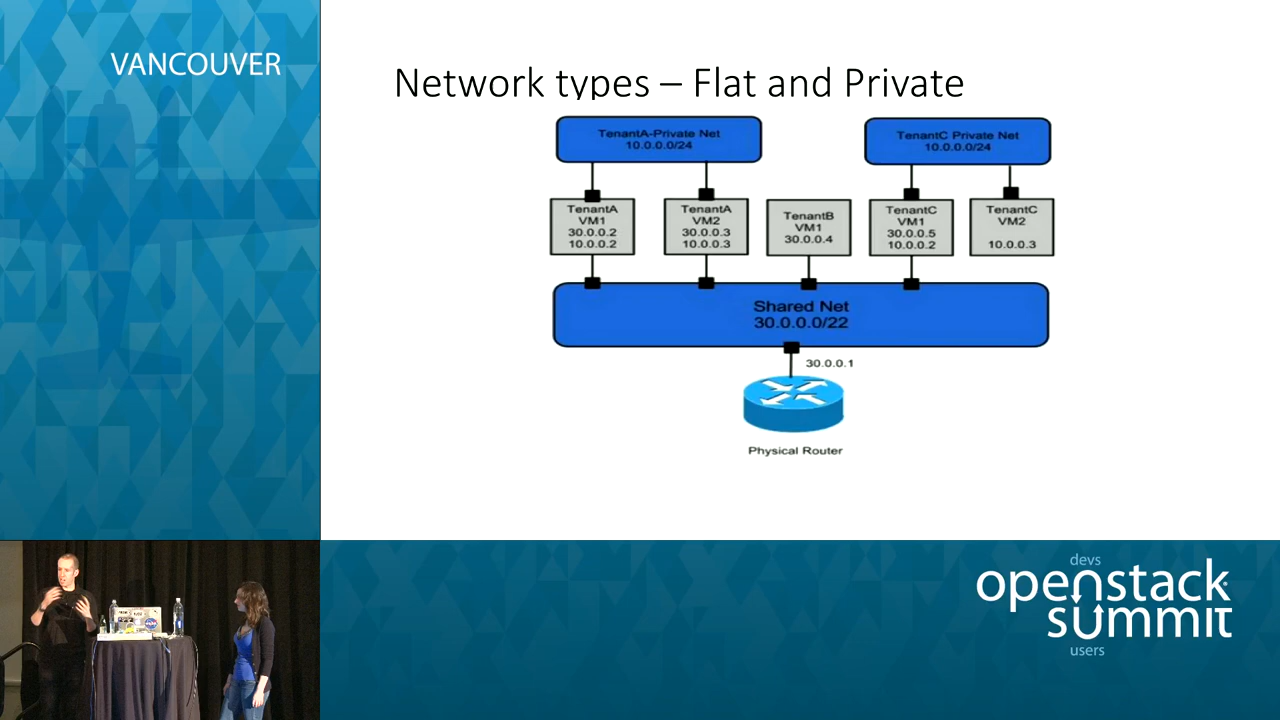 VANCOUVER
Network types – Flat and Private
TenantA-Private Net
10.0.0.0/24
TenantC Private Net
10.0.0.0/24
TenantA
VM1
30.0.0.2
10.0.0.2
TenantA
VM2
30.0.0.3
10.0.0.3
TenantB
VM1
30.0.0.4
TenantC
VM1
30.0.0.5
10.0.0.2
TenantC
VM2
10.0.0.3
Shared Net
30.0.0.0/22
30.0.0.1
Physical Router
devs
openstack
summit
users